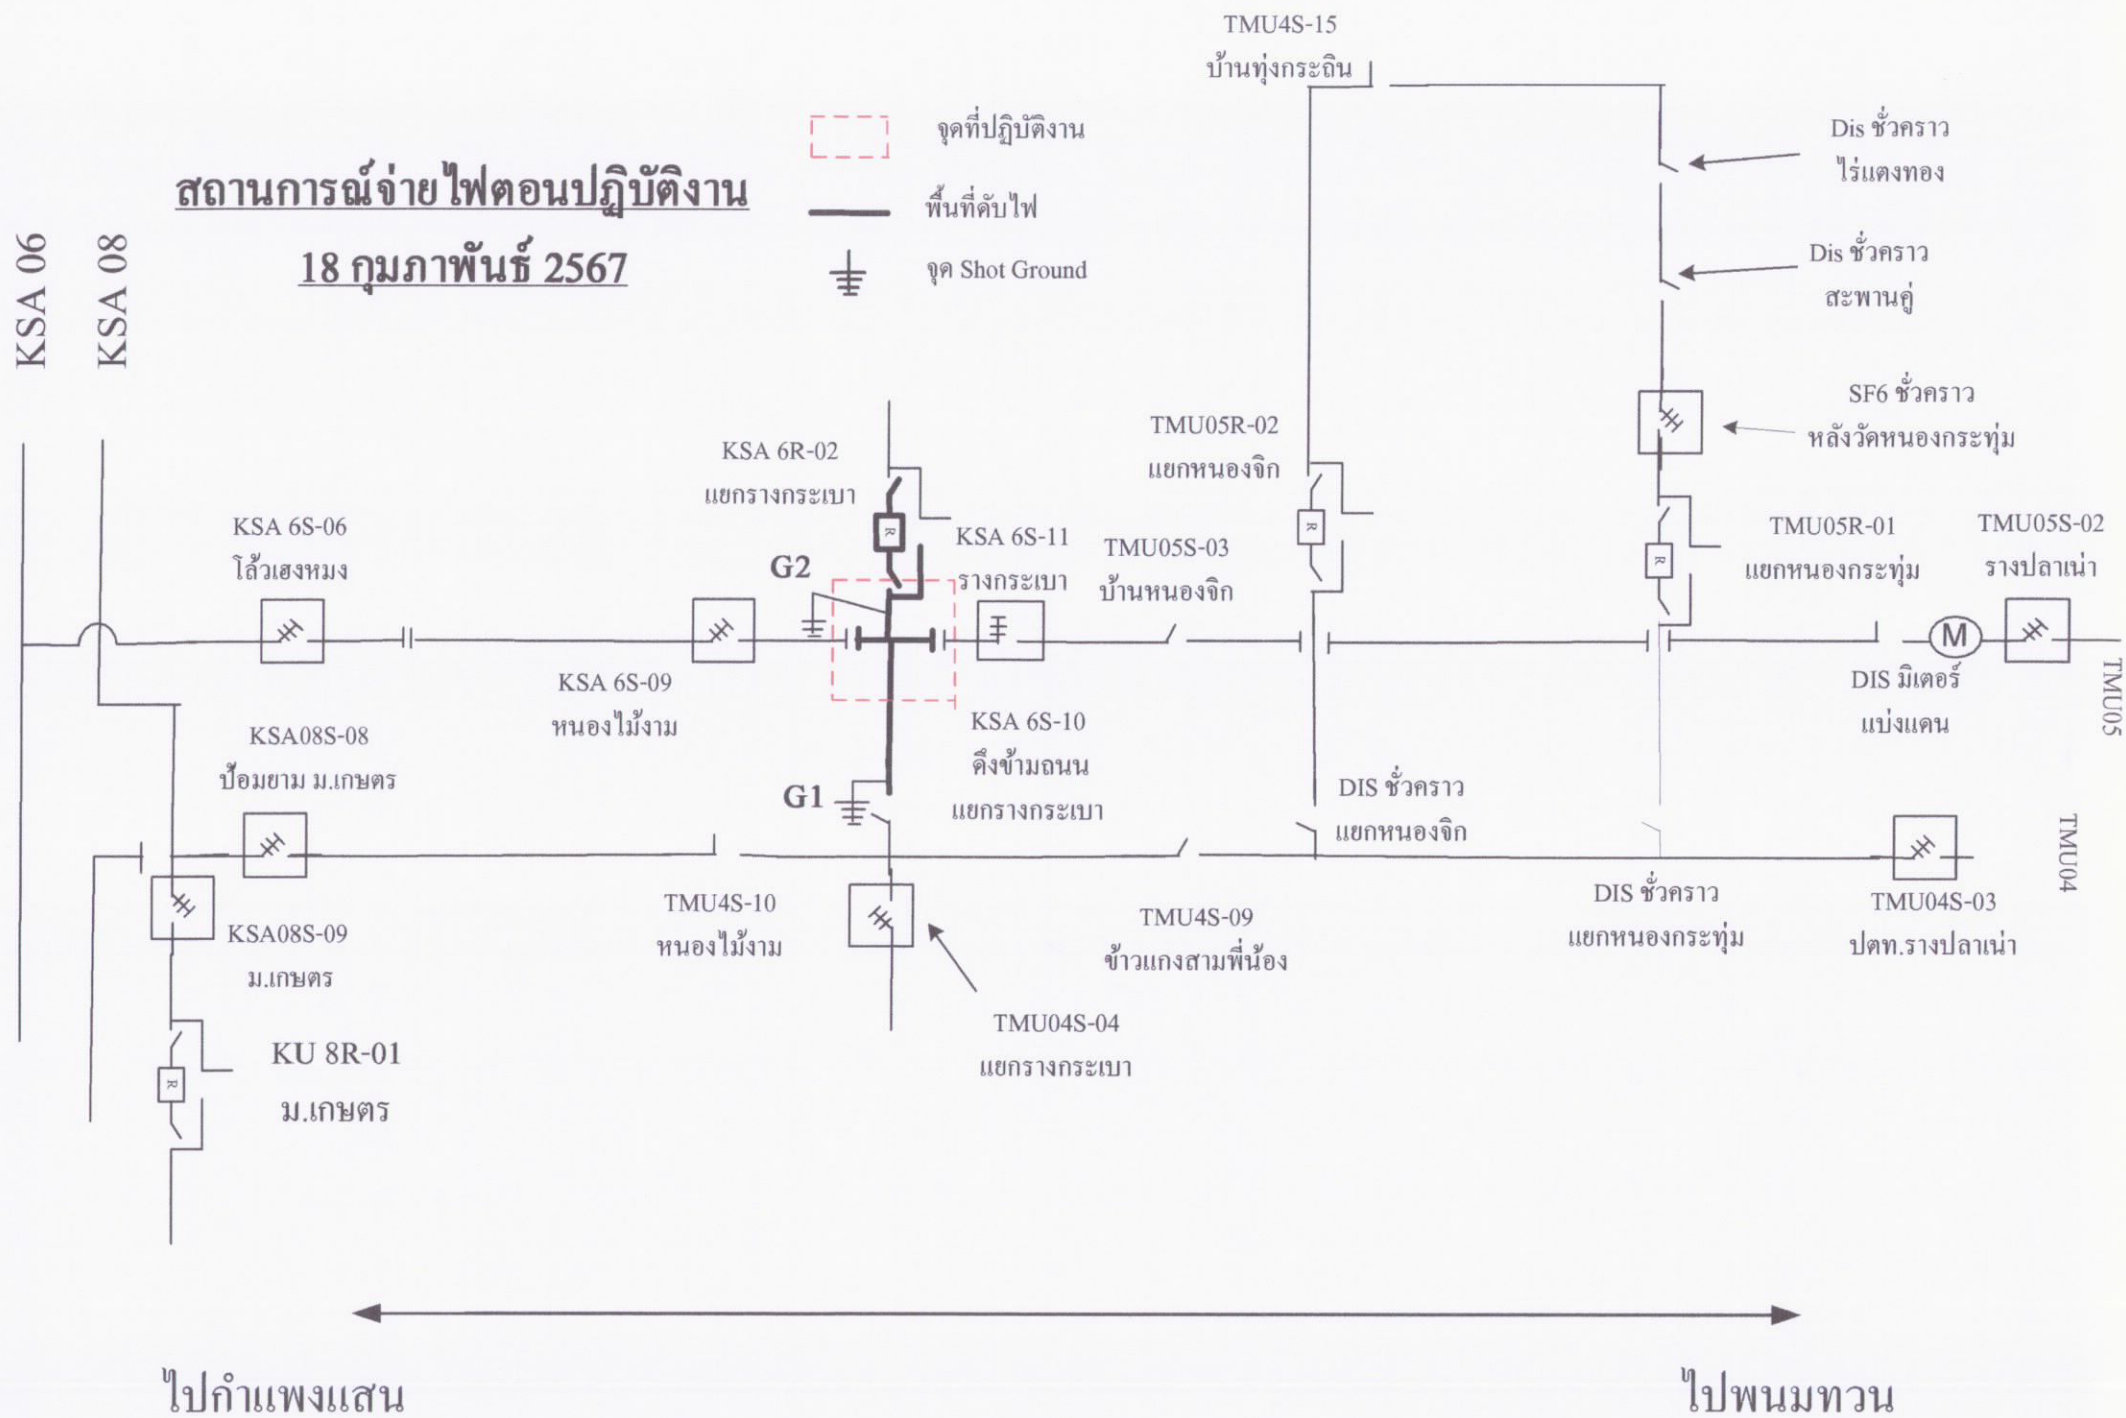 TMU4S-15
บ้านทุ่งกระถิน
จุดที่ปฏิบัติงาน
พื้นที่ดับไฟ
จุด Shot Ground
สถานการณ์จ่ายไฟตอนปฏิบัติงาน
18 กุมภาพันธ์ 2567
Dis ชั่วคราว
ไร่แตงทอง
Dis ชั่วคราว
สะพานคู่
KSA 06
KSA 08
SF6 ชั่วคราว
หลังวัดหนองกระทุ่ม
KSA 6R-02
แยกรางกระเบา
TMU05R-02
แยกหนองจิก
KSA 6S-06
โล้วเฮงหมง
R
KSA 6S-11
รางกระเบา
TMU05S-03
บ้านหนองจิก
R
R
TMU05R-01
แยกหนองกระทุ่ม
TMU05S-02
รางปลาเน่า
G2
M
KSA 6S-09
หนองไม้งาม
KSA 6S-10
ดึงข้ามถนน
แยกรางกระเบา
DIS มิเตอร์
แบ่งแดน
TMU05
KSA08S-08
ป้อมยาม ม.เกษตร
G1
DIS ชั่วคราว
แยกหนองจิก
TMU04
KSA08S-09
ม.เกษตร
TMU4S-10
หนองไม้งาม
TMU4S-09
ข้าวแกงสามพี่น้อง
DIS ชั่วคราว
แยกหนองกระทุ่ม
TMU04S-03
ปตท.รางปลาเน่า
TMU04S-04
แยกรางกระเบา
KU 8R-01
ม.เกษตร
R
ไปกำแพงแสน
ไปพนมทวน